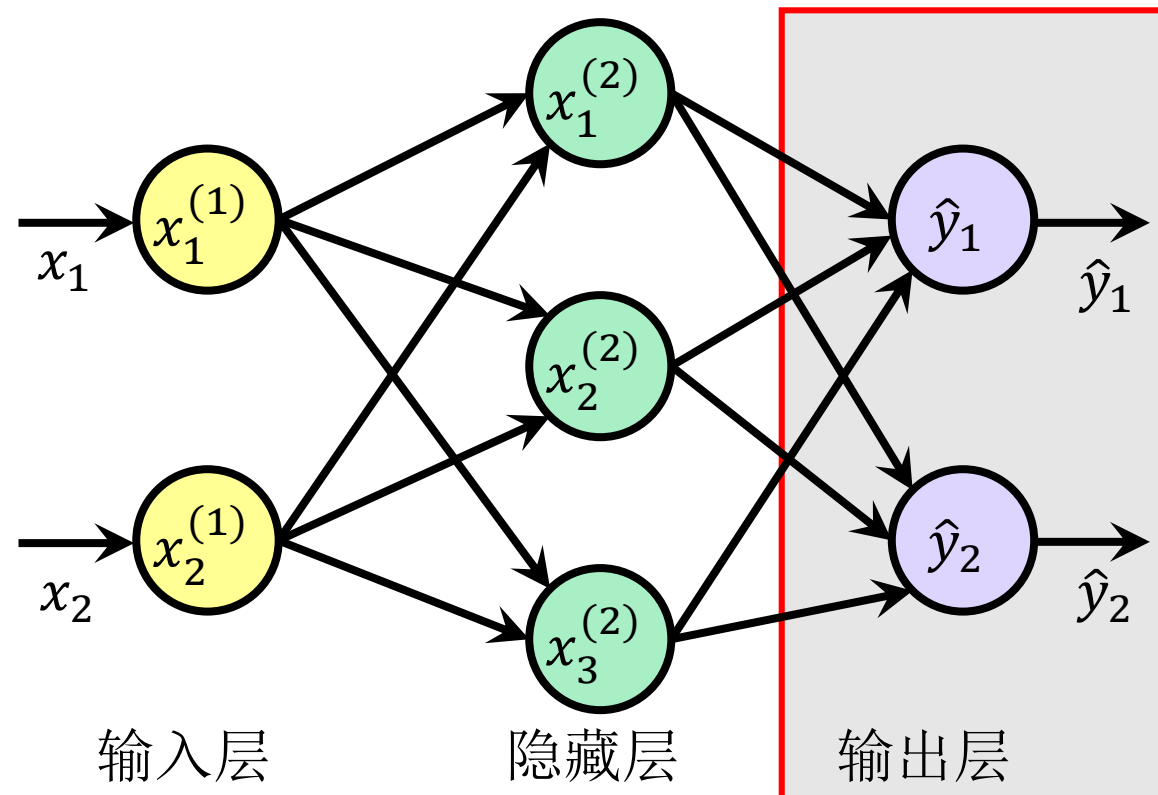 x₁⁽²⁾
x₁⁽¹⁾
ŷ₁
x₁
ŷ₁
x₂⁽²⁾
x₂⁽¹⁾
ŷ₂
x₂
ŷ₂
x₃⁽²⁾
输入层 隐藏层 输出层